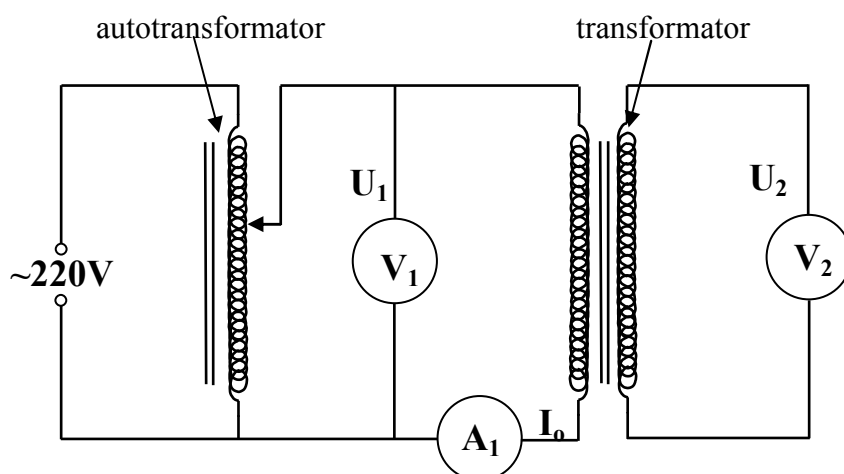 autotransformator
transformator
U₁
U₂
~220V
V₁
V₂
A₁
I₀